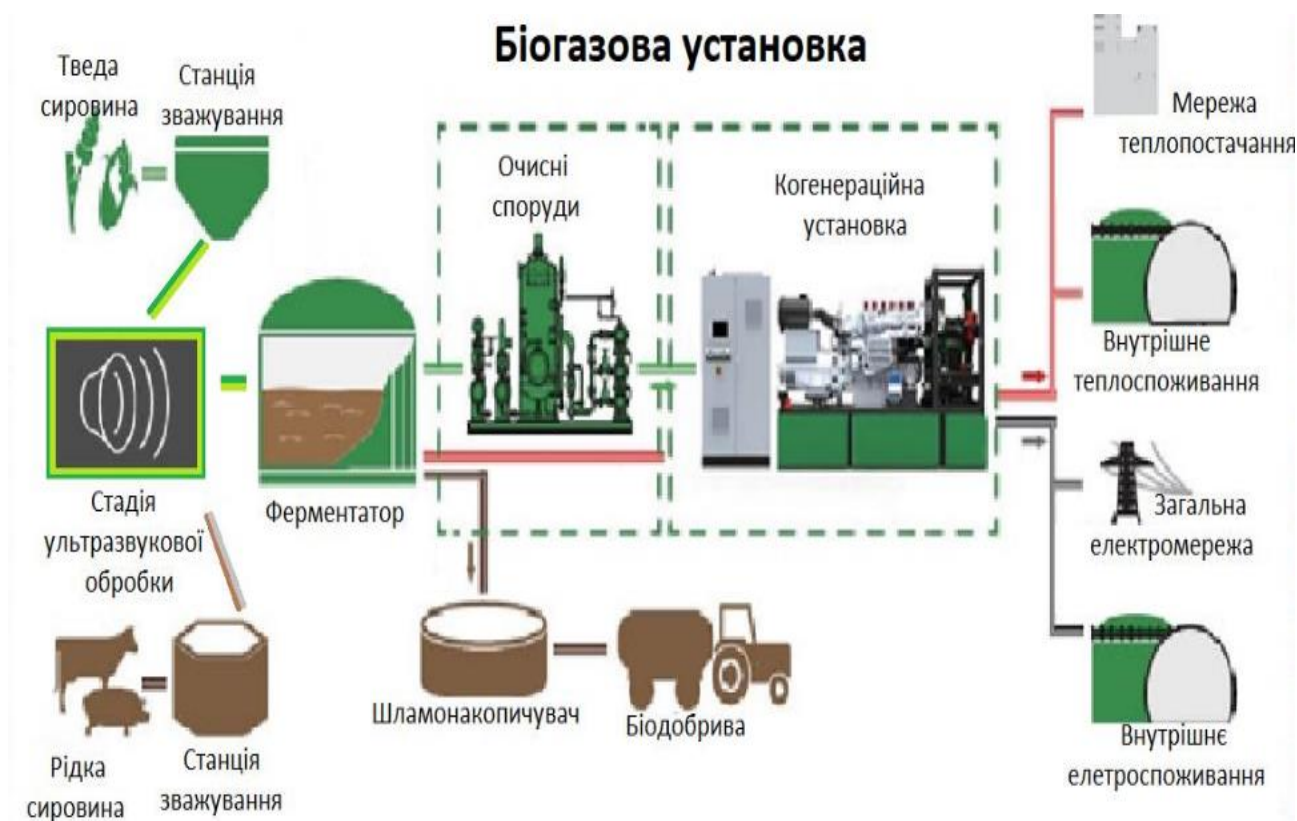 Біогазова установка
Тведа
сировина
Станція
зважування
Очисні
споруди
Когенераційна
установка
Мережа
теплопостачання
Внутрішне
теплоспоживання
Стадія
ультразвукової
обробки
Ферментатор
Загальна
електромережа
Шламонакопичувач
Біодобрива
Рідка
сировина
Станція
зважування
Внутрішнє
елетроспоживання